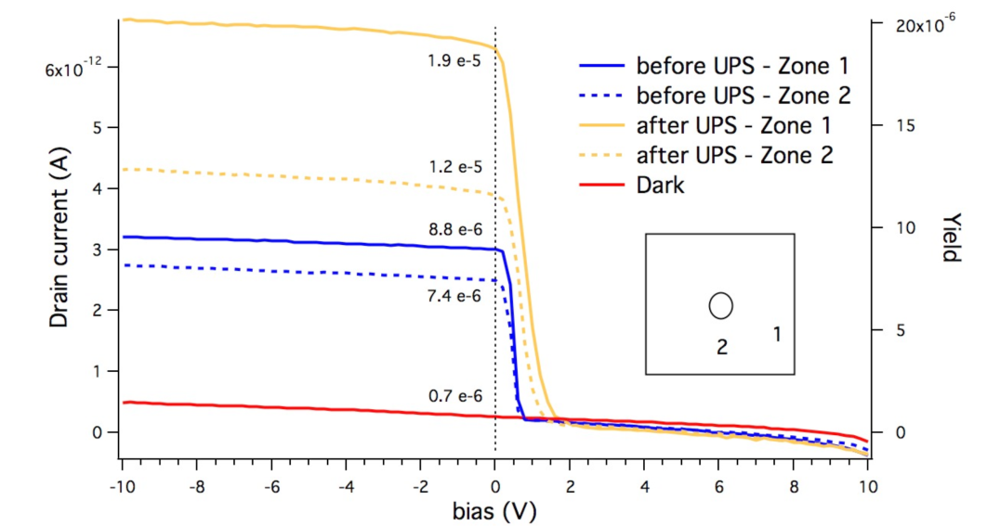 20x10-6
6x10-12
1.9 e-5
before UPS - Zone 1
before UPS - Zone 2
after UPS - Zone 1
after UPS - Zone 2
Dark
15
5
1.2 e-5
4
8.8 e-6
10
3
7.4 e-6
2
5
1
2
1
0.7 e-6
0
0
-10
-8
-6
-4
-2
0
2
4
6
8
10
bias (V)
Drain current (A)
Yield